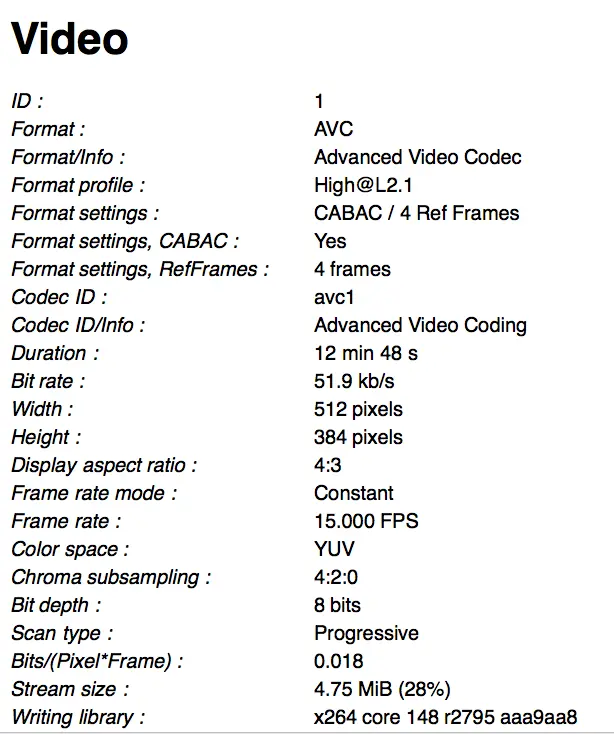 Video
ID : 1
Format : AVC
Format/Info : Advanced Video Codec
Format profile : High@L2.1
Format settings : CABAC / 4 Ref Frames
Format settings, CABAC : Yes
Format settings, RefFrames : 4 frames
Codec ID : avc1
Codec ID/Info : Advanced Video Coding
Duration : 12 min 48 s
Bit rate : 51.9 kb/s
Width : 512 pixels
Height : 384 pixels
Display aspect ratio : 4:3
Frame rate mode : Constant
Frame rate : 15.000 FPS
Color space : YUV
Chroma subsampling : 4:2:0
Bit depth : 8 bits
Scan type : Progressive
Bits/(Pixel*Frame) : 0.018
Stream size : 4.75 MiB (28%)
Writing library : x264 core 148 r2795 aaa9aa8